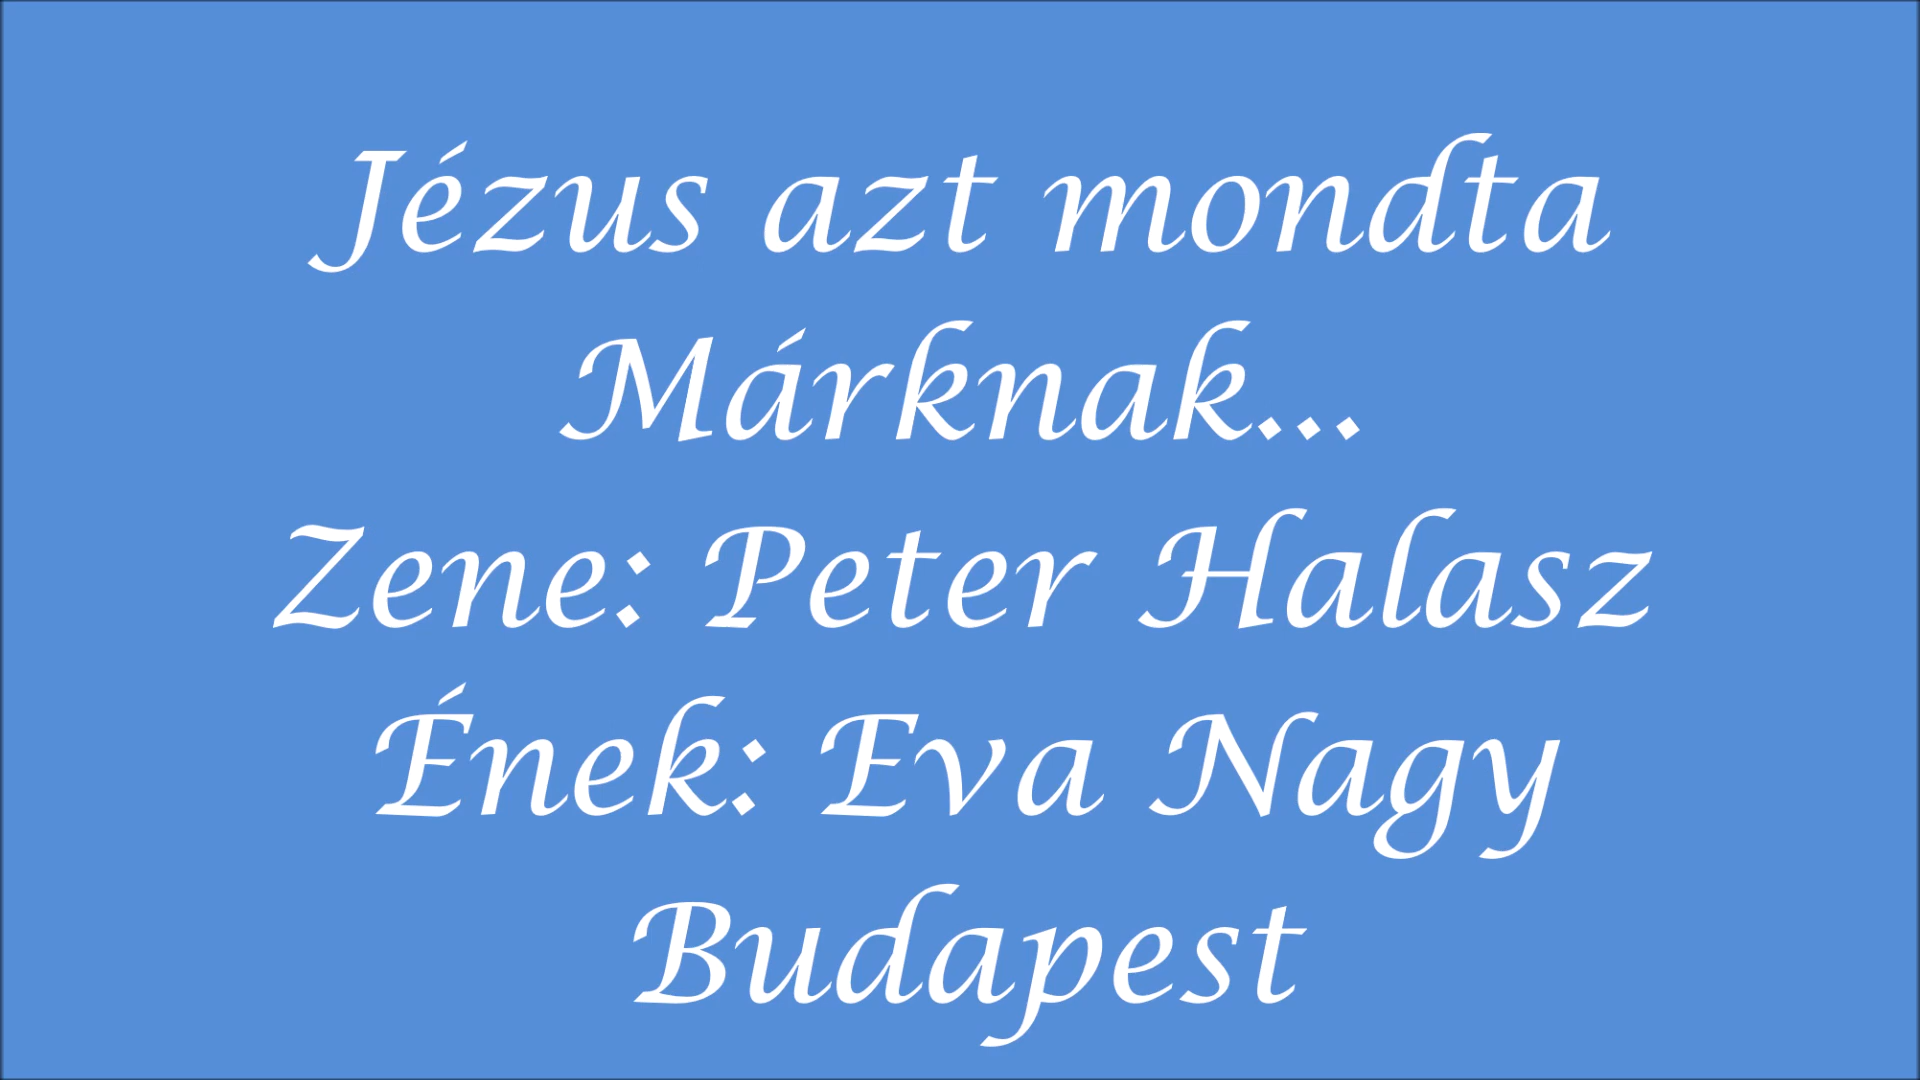 Jézus azt mondta
Márknak...
Zene: Peter Halasz
Ének: Eva Nagy
Budapest